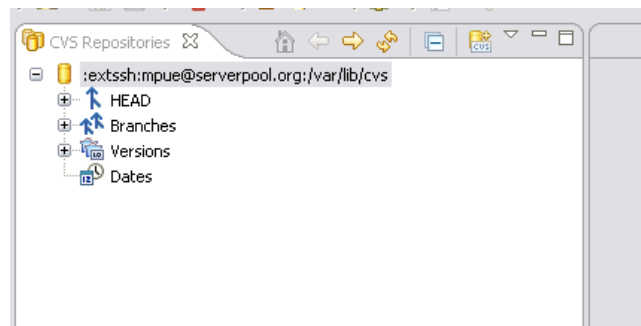 CVS Repositories
:extssh:mpue@serverpool.org:/var/lib/cvs
HEAD
Branches
Versions
Dates